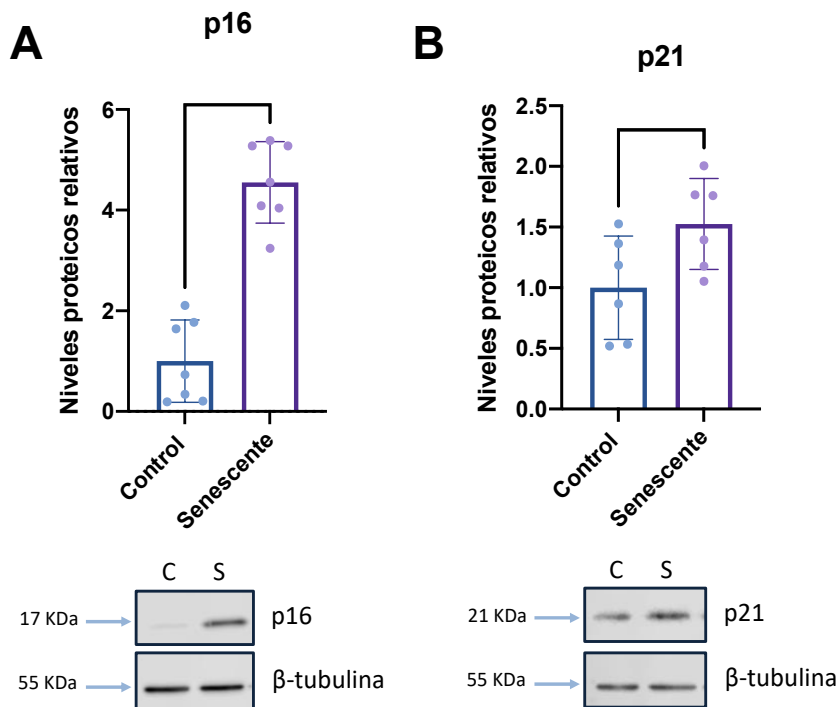 A
p16
Niveles proteicos relativos
6
4
2
0
Control
Senescente
C S
17 KDa
p16
55 KDa
β-tubulina
B
p21
Niveles proteicos relativos
2.5
2.0
1.5
1.0
0.5
0.0
Control
Senescente
C S
21 KDa
p21
55 KDa
β-tubulina